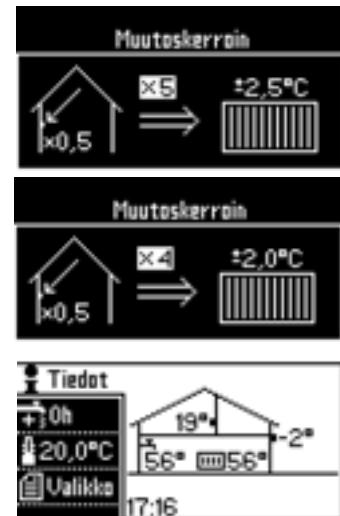 Muutoskerroin
×5
±2,5°C
×0,5
Muutoskerroin
×4
±2,0°C
×0,5
Tiedot
0h
20,0°C
Valikko
19°
-2°
56°
56°
17:16